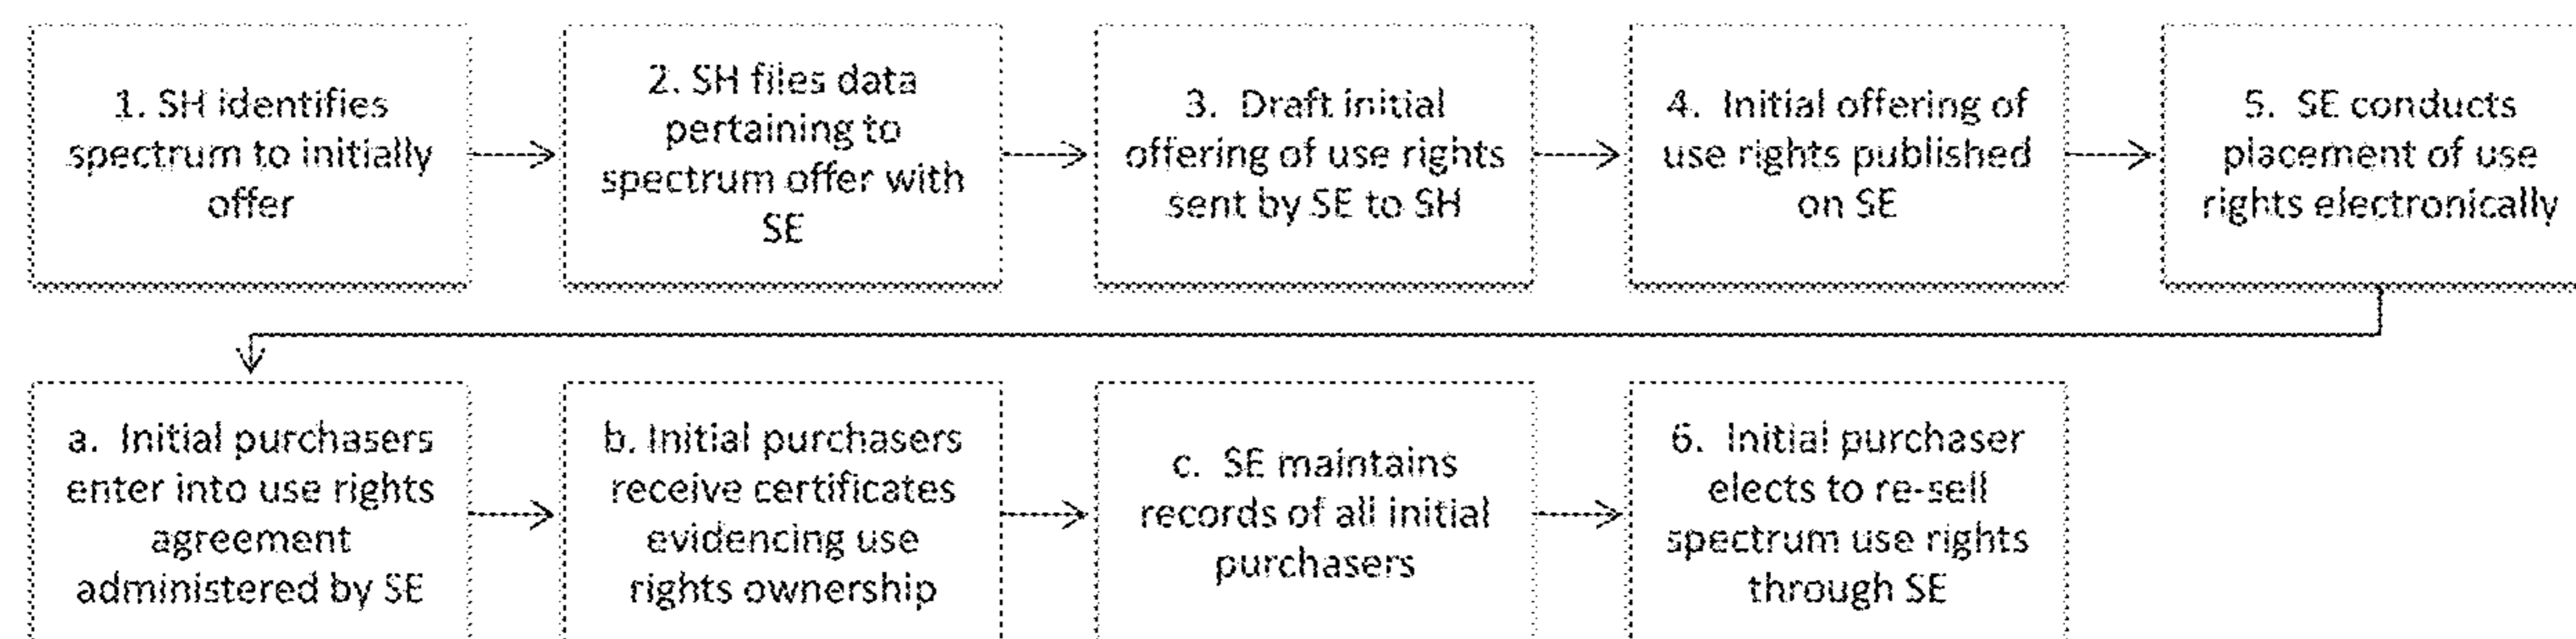 1. SH identifies
spectrum to initially
offer
2. SH files data
pertaining to
spectrum offer with
SE
3. Draft initial
offering of use rights
sent by SE to SH
4. Initial offering of
use rights published
on SE
5. SE conducts
placement of use
rights electronically
a. Initial purchasers
enter into use rights
agreement
administered by SE
b. Initial purchasers
receive certificates
evidencing use
rights ownership
c. SE maintains
records of all initial
purchasers
6. Initial purchaser
elects to re-sell
spectrum use rights
through SE